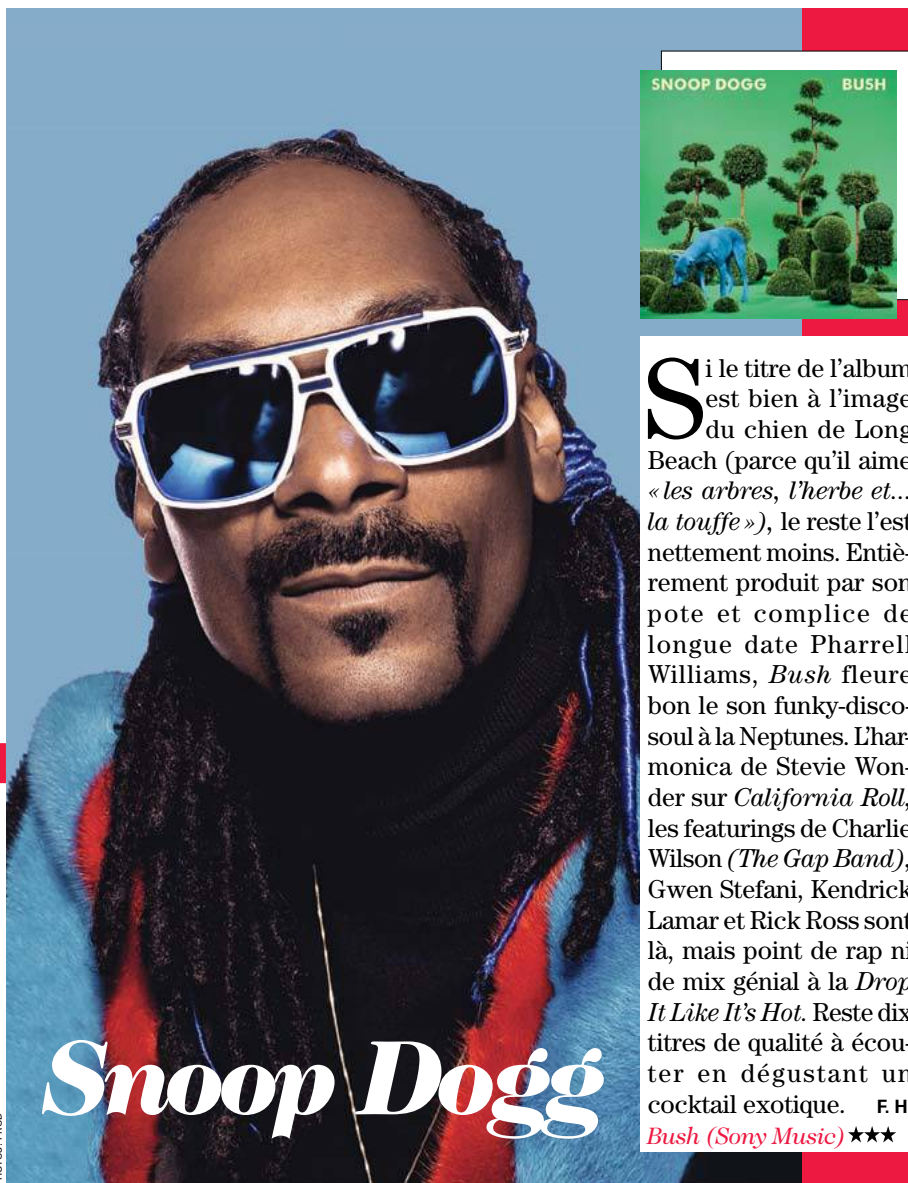 SNOOP DOGG BUSH
Si le titre de l'album
est bien à l'image
du chien de Long
Beach (parce qu'il aime
«les arbres, l'herbe et...
la touffe»), le reste l'est
nettement moins. Entiè-
rement produit par son
pote et complice de
longue date Pharrell
Williams, Bush fleure
bon le son funky-disco-
soul à la Neptunes. L'har-
monica de Stevie Won-
der sur California Roll,
les featurings de Charlie
Wilson (The Gap Band),
Gwen Stefani, Kendrick
Lamar et Rick Ross sont
là, mais point de rap ni
de mix génial à la Drop
It Like It's Hot. Reste dix
titres de qualité à écou-
ter en dégustant un
cocktail exotique. F. H
Bush (Sony Music) ★★★
Snoop Dogg